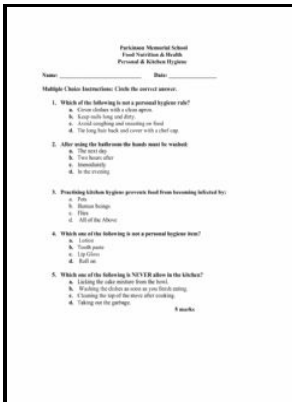 Parkinson Memorial School
Food Nutrition & Health
Personal & Kitchen Hygiene
Name: Date:
Multiple Choice Instructions: Circle the correct answer.
1. Which of the following is not a personal hygiene rule?
a. Cover clothes with a clean apron.
b. Keep nails long and dirty.
c. Avoid coughing and sneezing on food
d. Tie long hair back and cover with a chef cap
2. After using the bathroom the hands must be washed:
a. The next day
b. Two hours after
c. Immediately
d. In the evening
3. Practising kitchen hygiene prevents food from becoming infected by:
a. Pets
b. Human beings
c. Flies
d. All of the Above
4. Which one of the following is not a personal hygiene item?
a. Lotion
b. Tooth paste
c. Lip Gloss
d. Roll on
5. Which one of the following is NEVER allow in the kitchen?
a. Licking the cake mixture from the bowl.
b. Washing the dishes as soon as you finish eating.
c. Cleaning the top of the stove after cooking.
d. Taking out the garbage.
5 marks